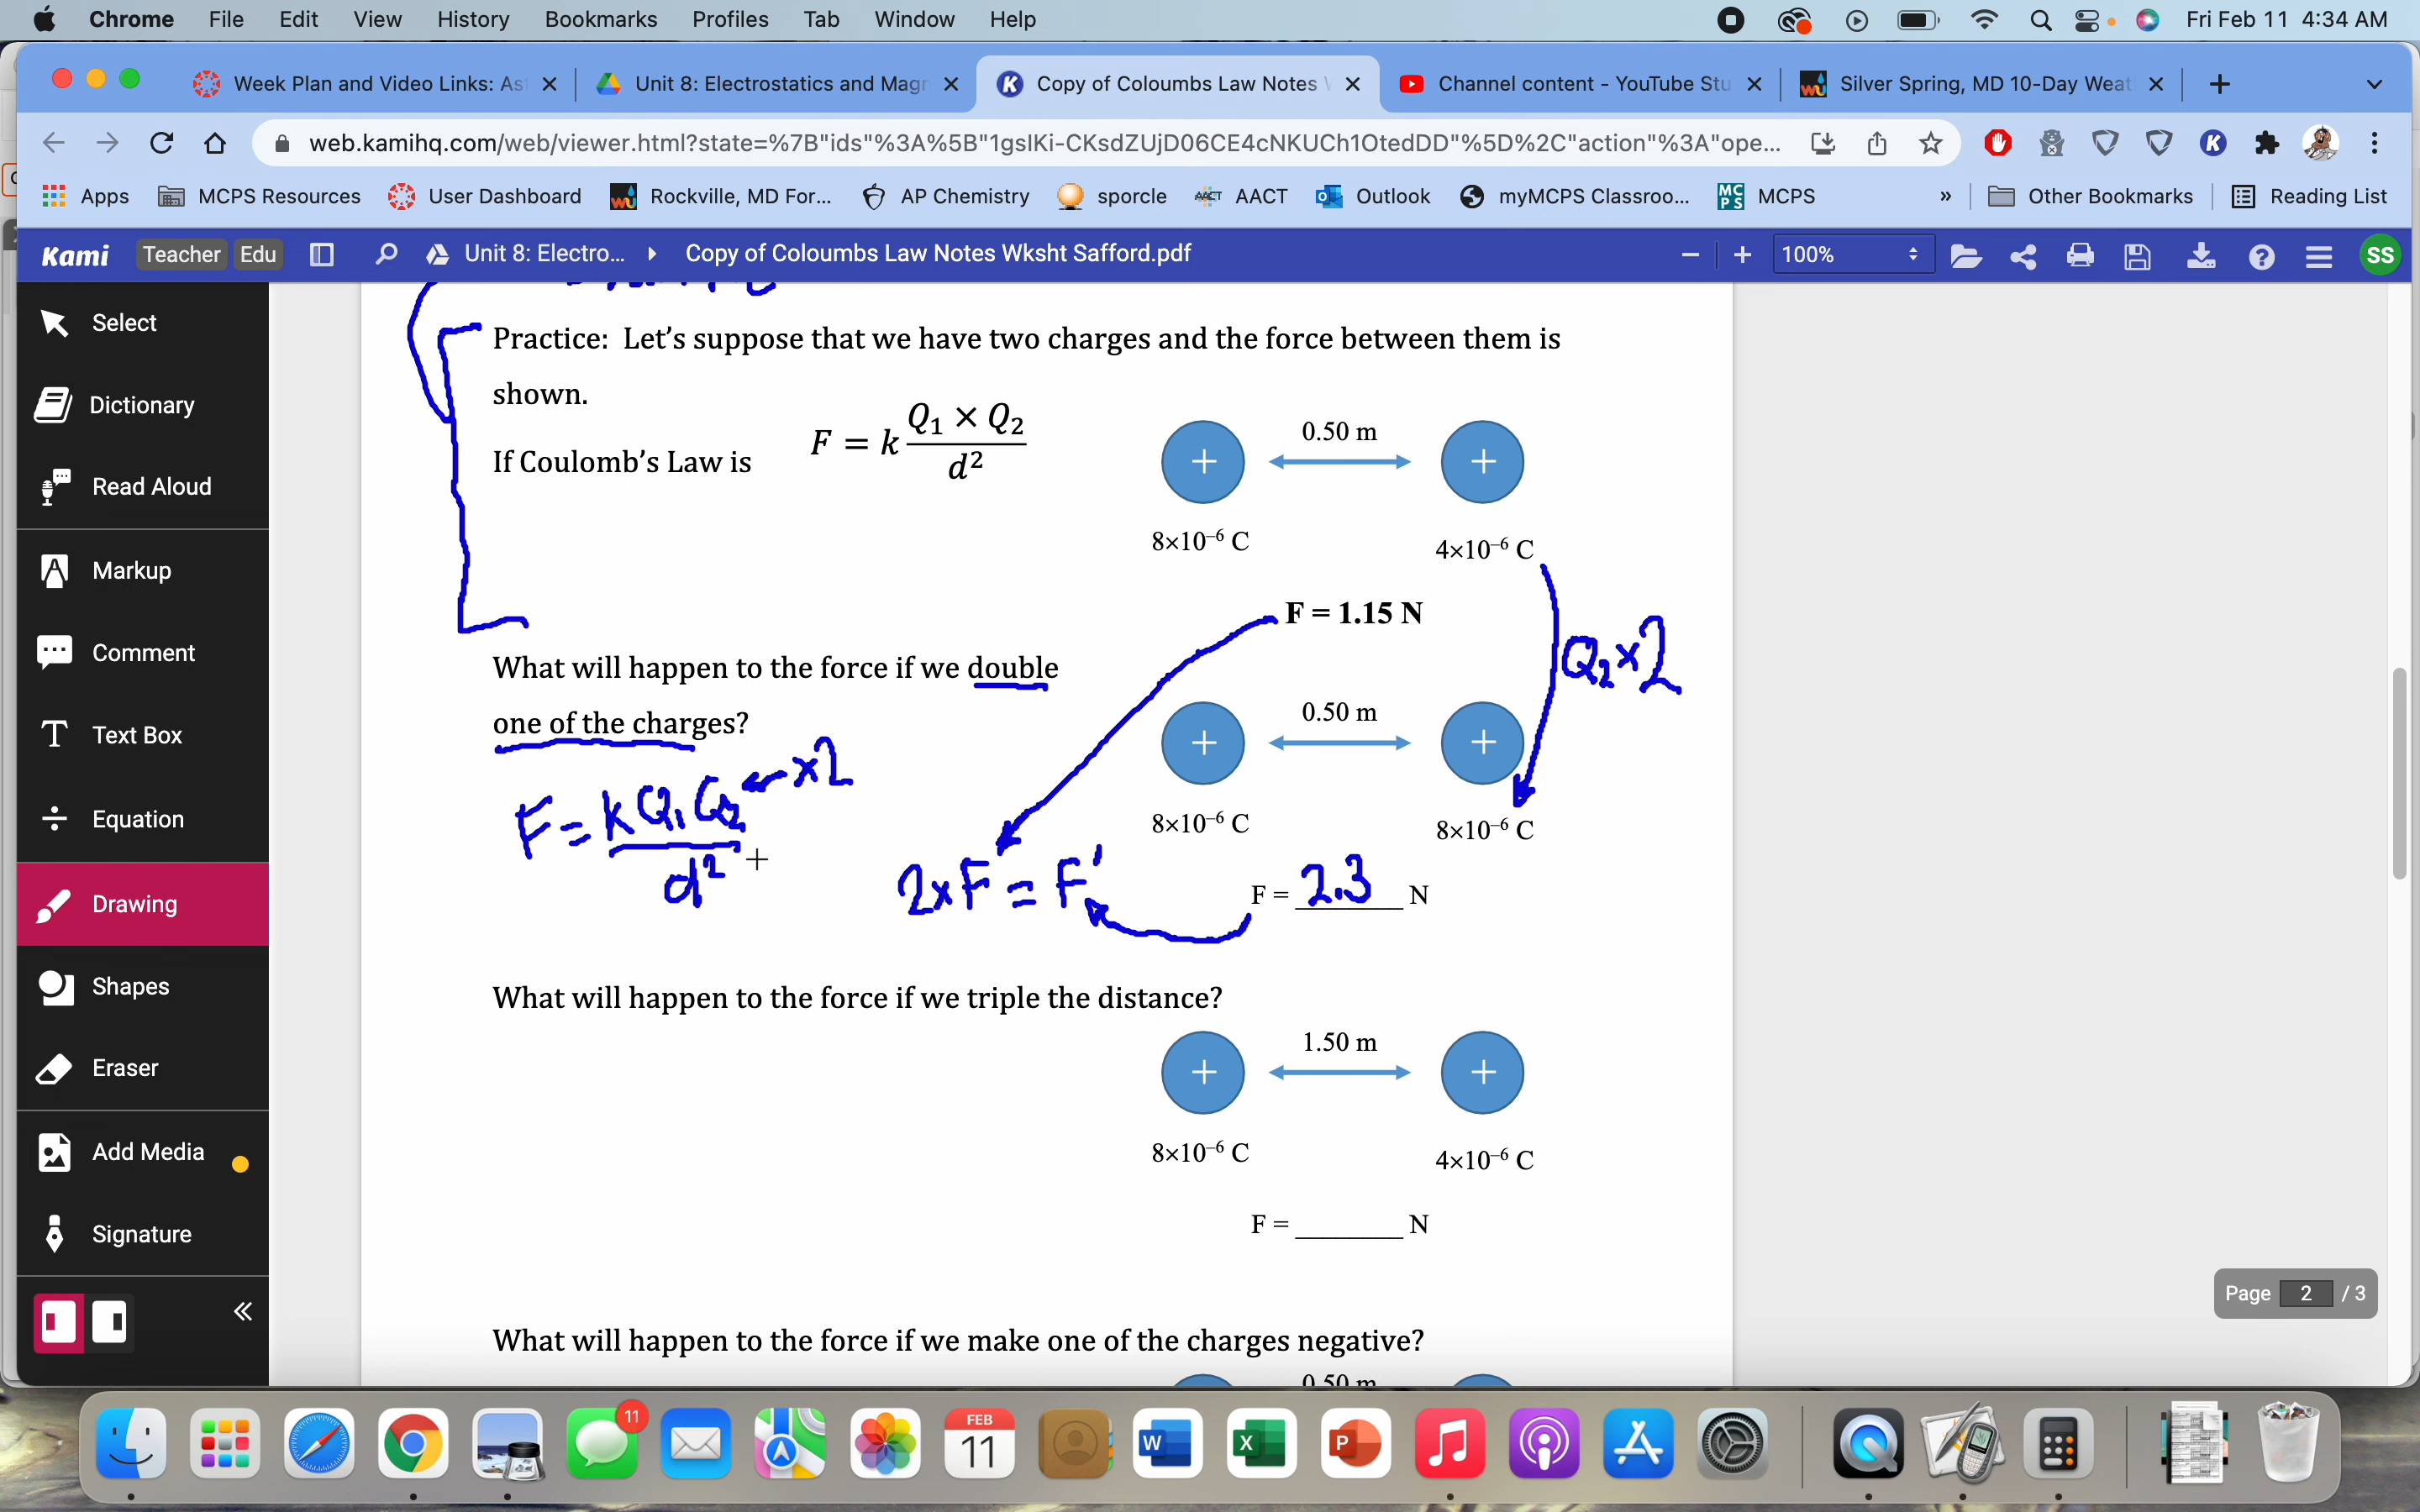 Chrome File Edit View History Bookmarks Profiles Tab Window Help Fri Feb 11 4:34 AM
Week Plan and Video Links: As Unit 8: Electrostatics and Magr Copy of Coloumbs Law Notes Channel content - YouTube Stu Silver Spring, MD 10-Day Weat
web.kamihq.com/web/viewer.html?state=%7B"ids"%3A%5B"1gsIKi-CKsdZUjD06CE4cNKUCh1OtedDD"%5D%2C"action"%3A"ope...
Apps MCPS Resources User Dashboard Rockville, MD For... AP Chemistry sporcle AACT Outlook myMCPS Classroo... MCPS » Other Bookmarks Reading List
Kami Teacher Edu Unit 8: Electro... Copy of Coloumbs Law Notes Wksht Safford.pdf − + 100% SS
Select
Dictionary
Read Aloud
Markup
Comment
Text Box
Equation
Drawing
Shapes
Eraser
Add Media
Signature
Practice: Let's suppose that we have two charges and the force between them is
shown.
If Coulomb's Law is F = k Q₁ × Q₂ / d²
0.50 m
+ +
8×10⁻⁶ C 4×10⁻⁶ C
F = 1.15 N
Q₂ x2
What will happen to the force if we double
one of the charges?
0.50 m
+ +
8×10⁻⁶ C 8×10⁻⁶ C
F = kQ₁Q₂ / d² x2
2xF = F'
F = 2.3 N
What will happen to the force if we triple the distance?
1.50 m
+ +
8×10⁻⁶ C 4×10⁻⁶ C
F = ________ N
What will happen to the force if we make one of the charges negative?
0.50 m
Page 2 / 3
11
FEB
11
W X P